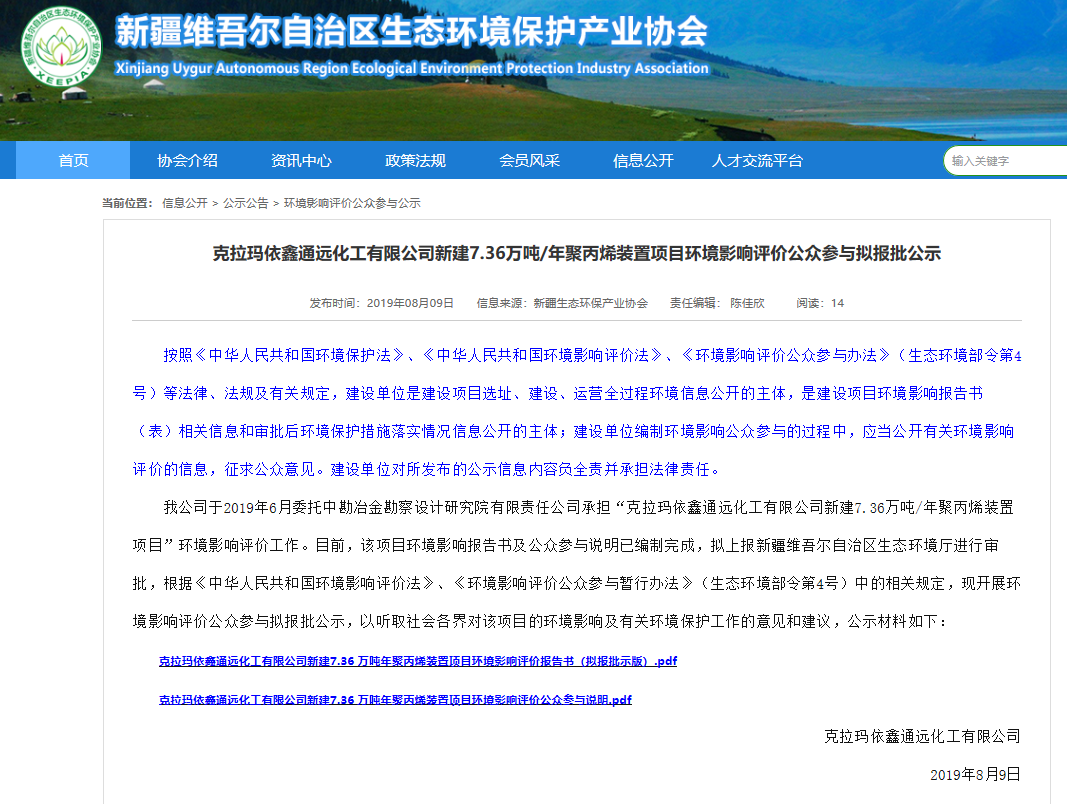 新疆维吾尔自治区生态环境保护产业协会
Xinjiang Uygur Autonomous Region Ecological Environment Protection Industry Association
XEEPIA
首页 协会介绍 资讯中心 政策法规 会员风采 信息公开 人才交流平台 输入关键字
当前位置： 信息公开 > 公示公告 > 环境影响评价公众参与公示
克拉玛依鑫通远化工有限公司新建7.36万吨/年聚丙烯装置项目环境影响评价公众参与拟报批公示
发布时间：2019年08月09日 信息来源：新疆生态环保产业协会 责任编辑： 陈佳欣 阅读：14
按照《中华人民共和国环境保护法》、《中华人民共和国环境影响评价法》、《环境影响评价公众参与办法》（生态环境部令第4
号）等法律、法规及有关规定，建设单位是建设项目选址、建设、运营全过程环境信息公开的主体，是建设项目环境影响报告书
（表）相关信息和审批后环境保护措施落实情况信息公开的主体；建设单位编制环境影响公众参与的过程中，应当公开有关环境影响
评价的信息，征求公众意见。建设单位对所发布的公示信息内容负全责并承担法律责任。
我公司于2019年6月委托中勘冶金勘察设计研究院有限责任公司承担“克拉玛依鑫通远化工有限公司新建7.36万吨/年聚丙烯装置
项目”环境影响评价工作。目前，该项目环境影响报告书及公众参与说明已编制完成，拟上报新疆维吾尔自治区生态环境厅进行审
批，根据《中华人民共和国环境影响评价法》、《环境影响评价公众参与暂行办法》（生态环境部令第4号）中的相关规定，现开展环
境影响评价公众参与拟报批公示，以听取社会各界对该项目的环境影响及有关环境保护工作的意见和建议，公示材料如下：
克拉玛依鑫通远化工有限公司新建7.36 万吨年聚丙烯装置项目环境影响评价报告书（拟报批示版）.pdf
克拉玛依鑫通远化工有限公司新建7.36 万吨年聚丙烯装置项目环境影响评价公众参与说明.pdf
克拉玛依鑫通远化工有限公司
2019年8月9日